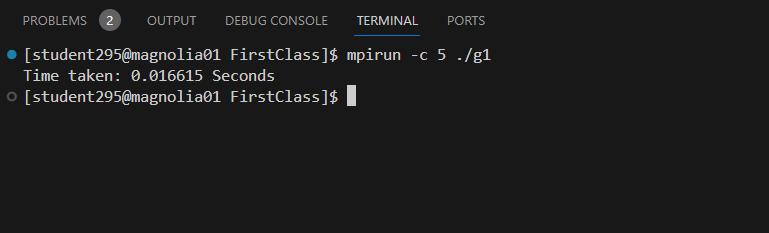 PROBLEMS 2 OUTPUT DEBUG CONSOLE TERMINAL PORTS
[student295@magnolia01 FirstClass]$ mpirun -c 5 ./g1
Time taken: 0.016615 Seconds
[student295@magnolia01 FirstClass]$